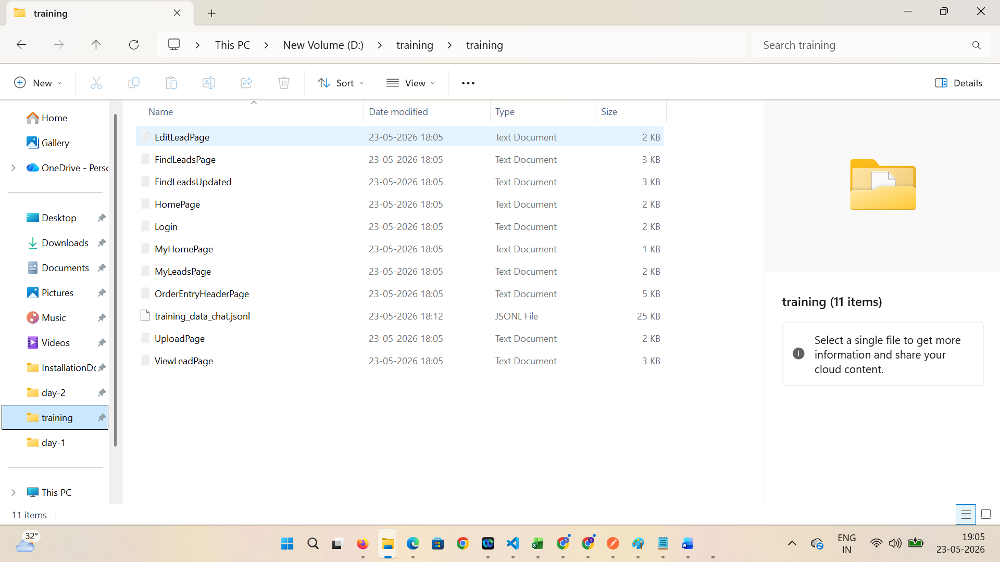 training
This PC
New Volume (D:)
training
training
Search training
New
Sort
View
Details
Home
Gallery
OneDrive - Perso
Desktop
Downloads
Documents
Pictures
Music
Videos
InstallationDo
day-2
training
day-1
This PC
Name Date modified Type Size
EditLeadPage 23-05-2026 18:05 Text Document 2 KB
FindLeadsPage 23-05-2026 18:05 Text Document 3 KB
FindLeadsUpdated 23-05-2026 18:05 Text Document 3 KB
HomePage 23-05-2026 18:05 Text Document 2 KB
Login 23-05-2026 18:05 Text Document 2 KB
MyHomePage 23-05-2026 18:05 Text Document 1 KB
MyLeadsPage 23-05-2026 18:05 Text Document 2 KB
OrderEntryHeaderPage 23-05-2026 18:05 Text Document 5 KB
training_data_chat.jsonl 23-05-2026 18:12 JSONL File 25 KB
UploadPage 23-05-2026 18:05 Text Document 2 KB
ViewLeadPage 23-05-2026 18:05 Text Document 3 KB
training (11 items)
Select a single file to get more
information and share your
cloud content.
11 items
32°
ENG
IN
19:05
23-05-2026